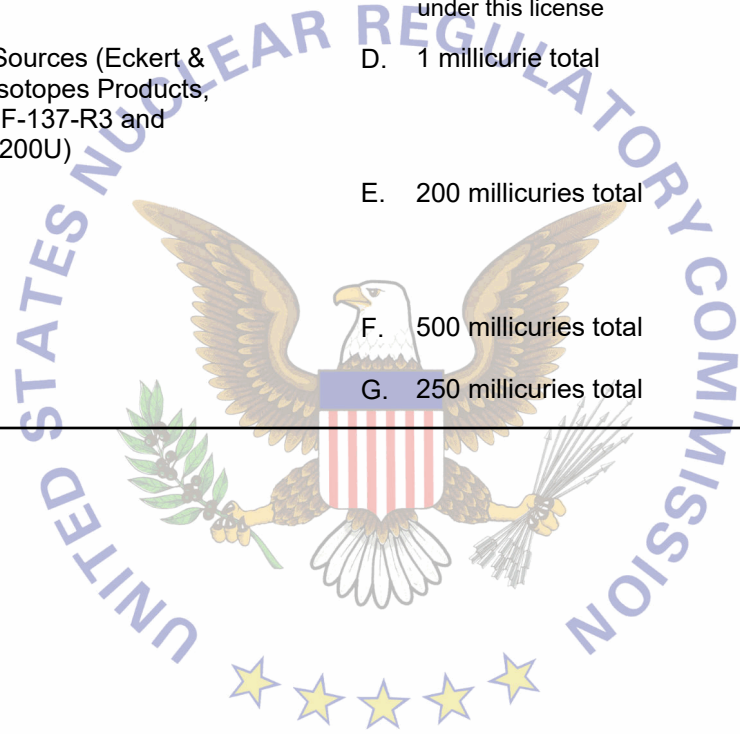 under this license
Sources (Eckert &
sotopes Products,
F-137-R3 and
200U)
D. 1 millicurie total
E. 200 millicuries total
F. 500 millicuries total
G. 250 millicuries total
UNITED STATES NUCLEAR REGULATORY COMMISSION